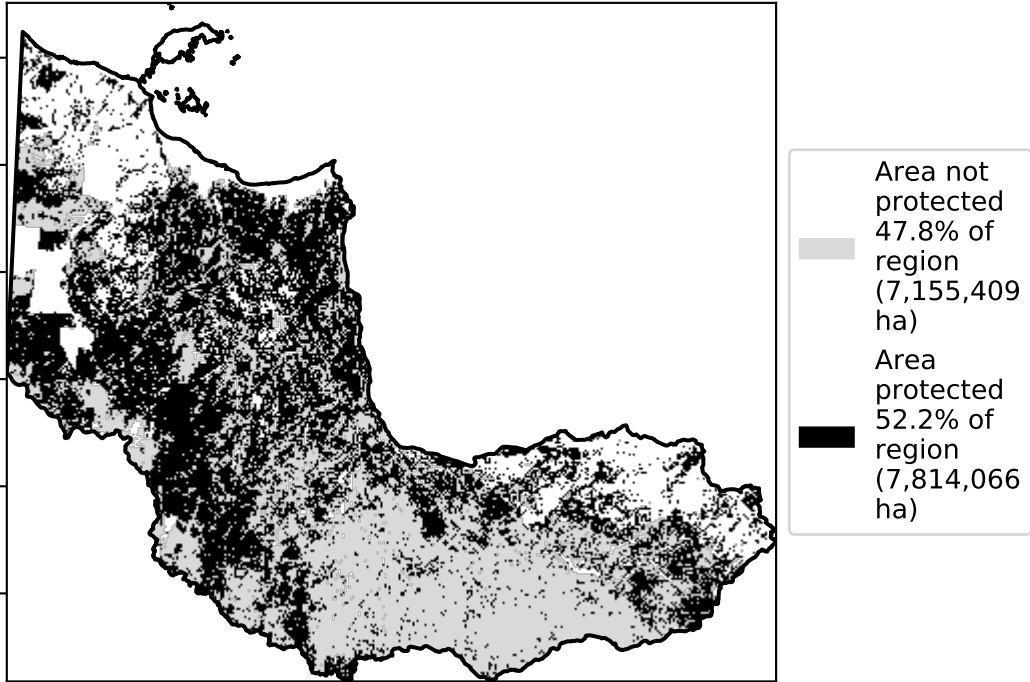 Area not
protected
47.8% of
region
(7,155,409
ha)
Area
protected
52.2% of
region
(7,814,066
ha)